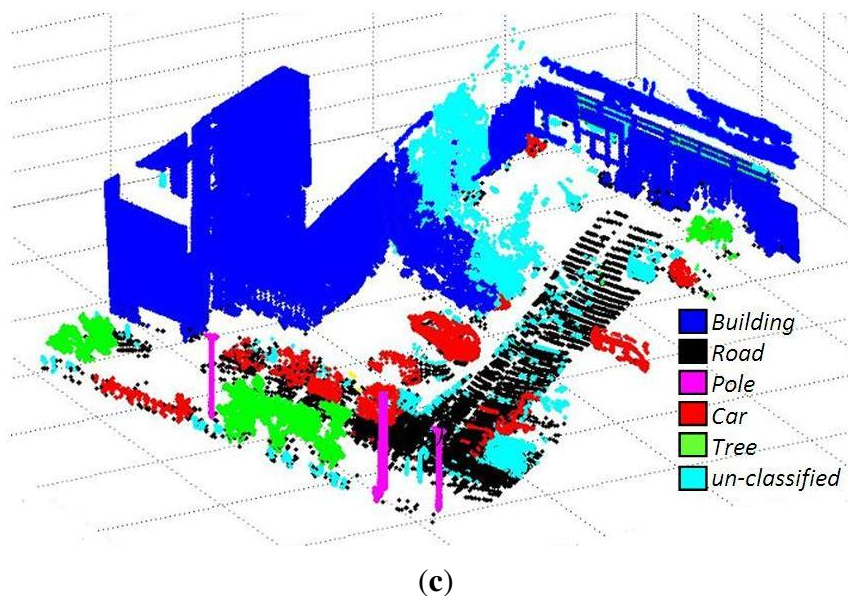 Building
Road
Pole
Car
Tree
un-classified
(c)